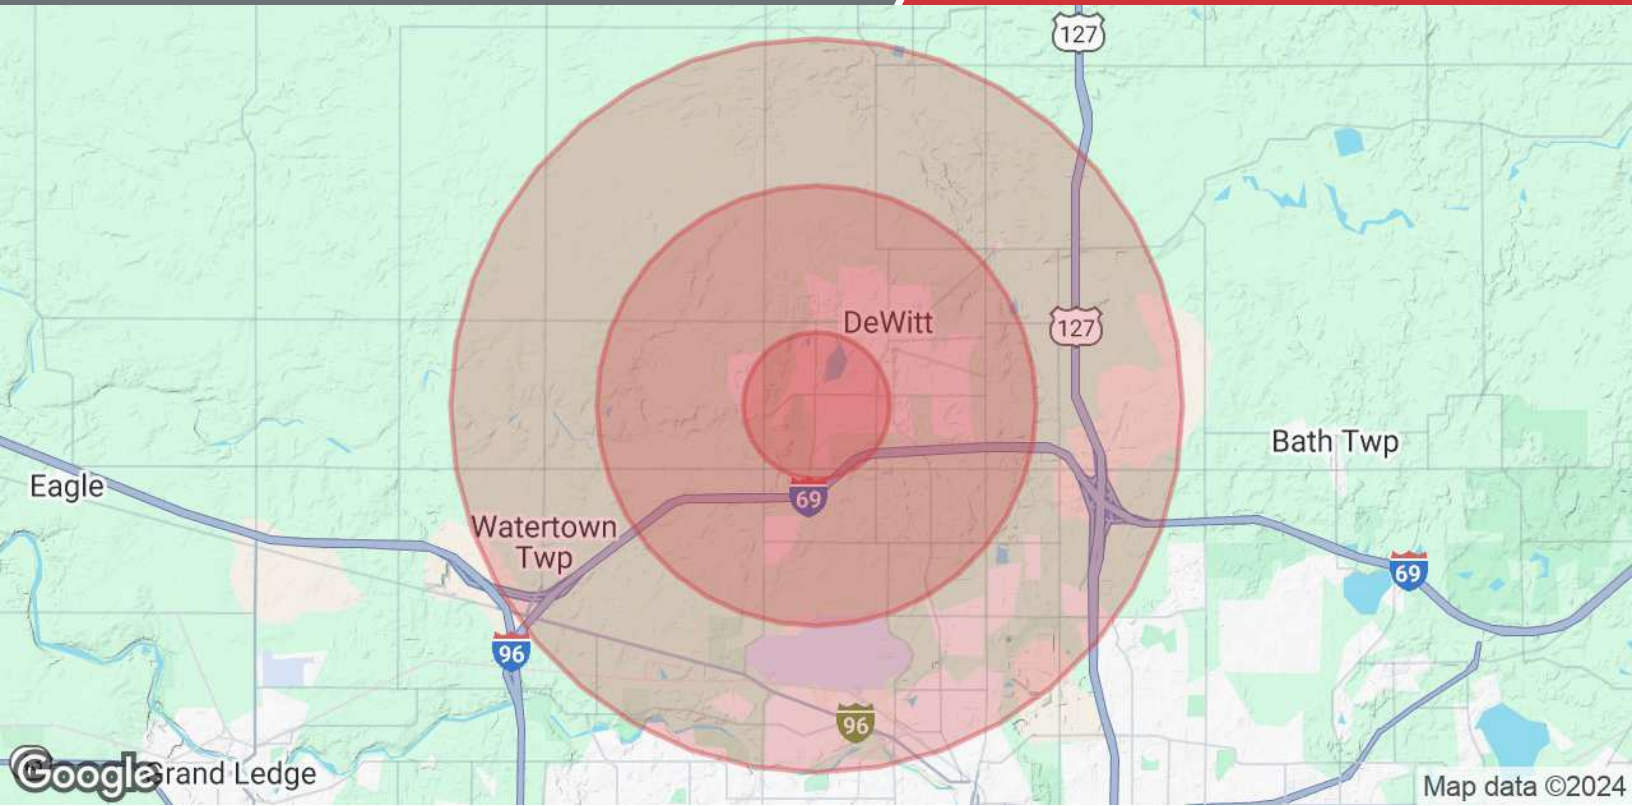 127
DeWitt
127
Bath Twp
Eagle
69
Watertown
Twp
69
96
96
Google
Grand Ledge
Map data ©2024